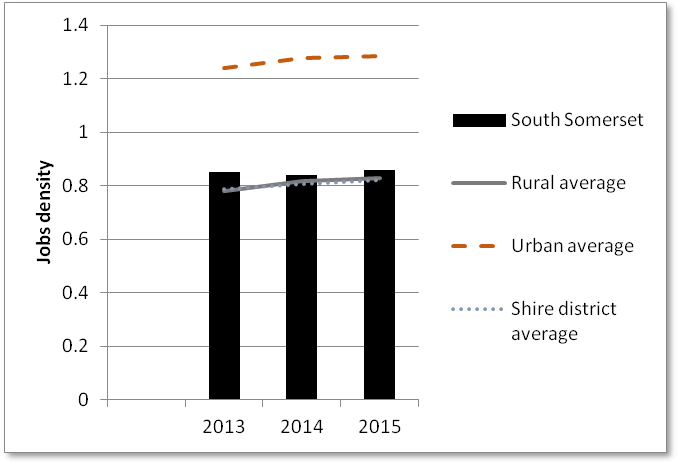 1.4
1.2
1
0.8
0.6
0.4
0.2
0
Jobs density
2013 2014 2015
South Somerset
Rural average
Urban average
Shire district
average